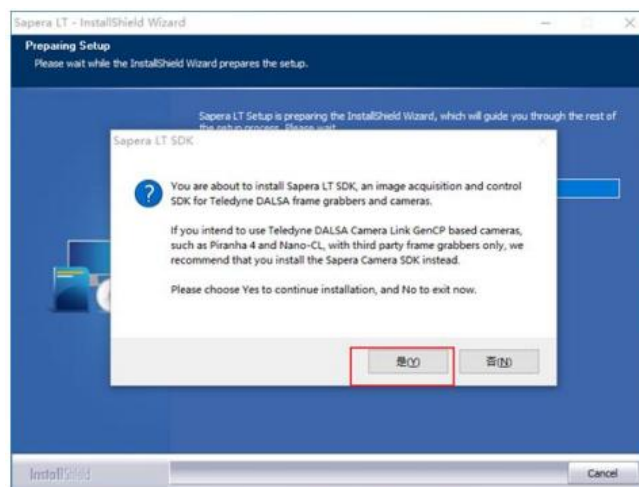 Sapera LT - InstallShield Wizard
Preparing Setup
Please wait while the InstallShield Wizard prepares the setup.
Sapera LT Setup is preparing the InstallShield Wizard, which will guide you through the rest of
the setup process. Please wait.
Sapera LT SDK
You are about to install Sapera LT SDK, an image acquisition and control
SDK for Teledyne DALSA frame grabbers and cameras.
If you intend to use Teledyne DALSA Camera Link GenCP based cameras,
such as Piranha 4 and Nano-CL, with third party frame grabbers only, we
recommend that you install the Sapera Camera SDK instead.
Please choose Yes to continue installation, and No to exit now.
是(Y)
否(N)
InstallShield
Cancel